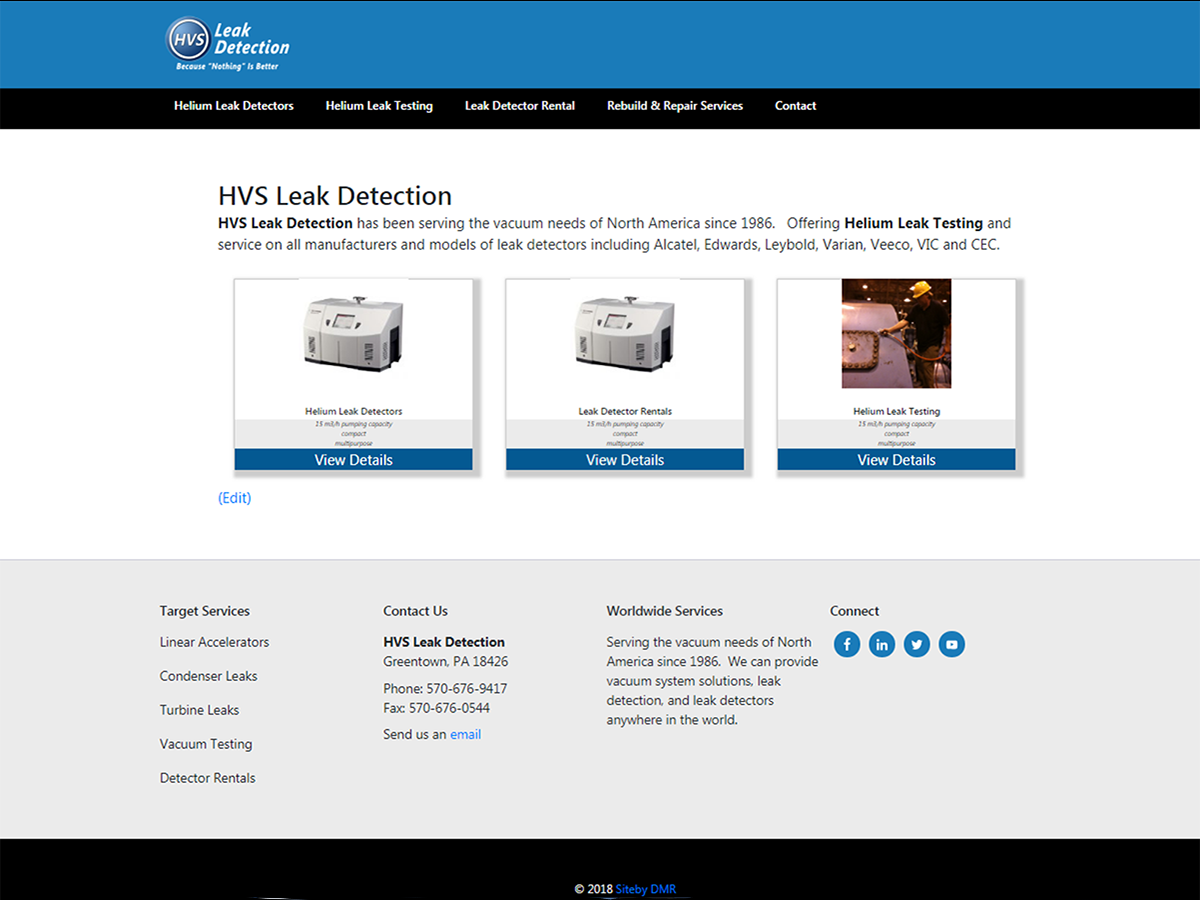 HVS Leak
Detection
Because "Nothing" Is Better
Helium Leak Detectors Helium Leak Testing Leak Detector Rental Rebuild & Repair Services Contact
HVS Leak Detection
HVS Leak Detection has been serving the vacuum needs of North America since 1986. Offering Helium Leak Testing and
service on all manufacturers and models of leak detectors including Alcatel, Edwards, Leybold, Varian, Veeco, VIC and CEC.
Helium Leak Detectors
15 m3/h pumping capacity
compact
multipurpose
View Details
Leak Detector Rentals
15 m3/h pumping capacity
compact
multipurpose
View Details
Helium Leak Testing
15 m3/h pumping capacity
compact
multipurpose
View Details
(Edit)
Target Services
Linear Accelerators
Condenser Leaks
Turbine Leaks
Vacuum Testing
Detector Rentals
Contact Us
HVS Leak Detection
Greentown, PA 18426
Phone: 570-676-9417
Fax: 570-676-0544
Send us an email
Worldwide Services
Serving the vacuum needs of North
America since 1986. We can provide
vacuum system solutions, leak
detection, and leak detectors
anywhere in the world.
Connect
© 2018 Siteby DMR